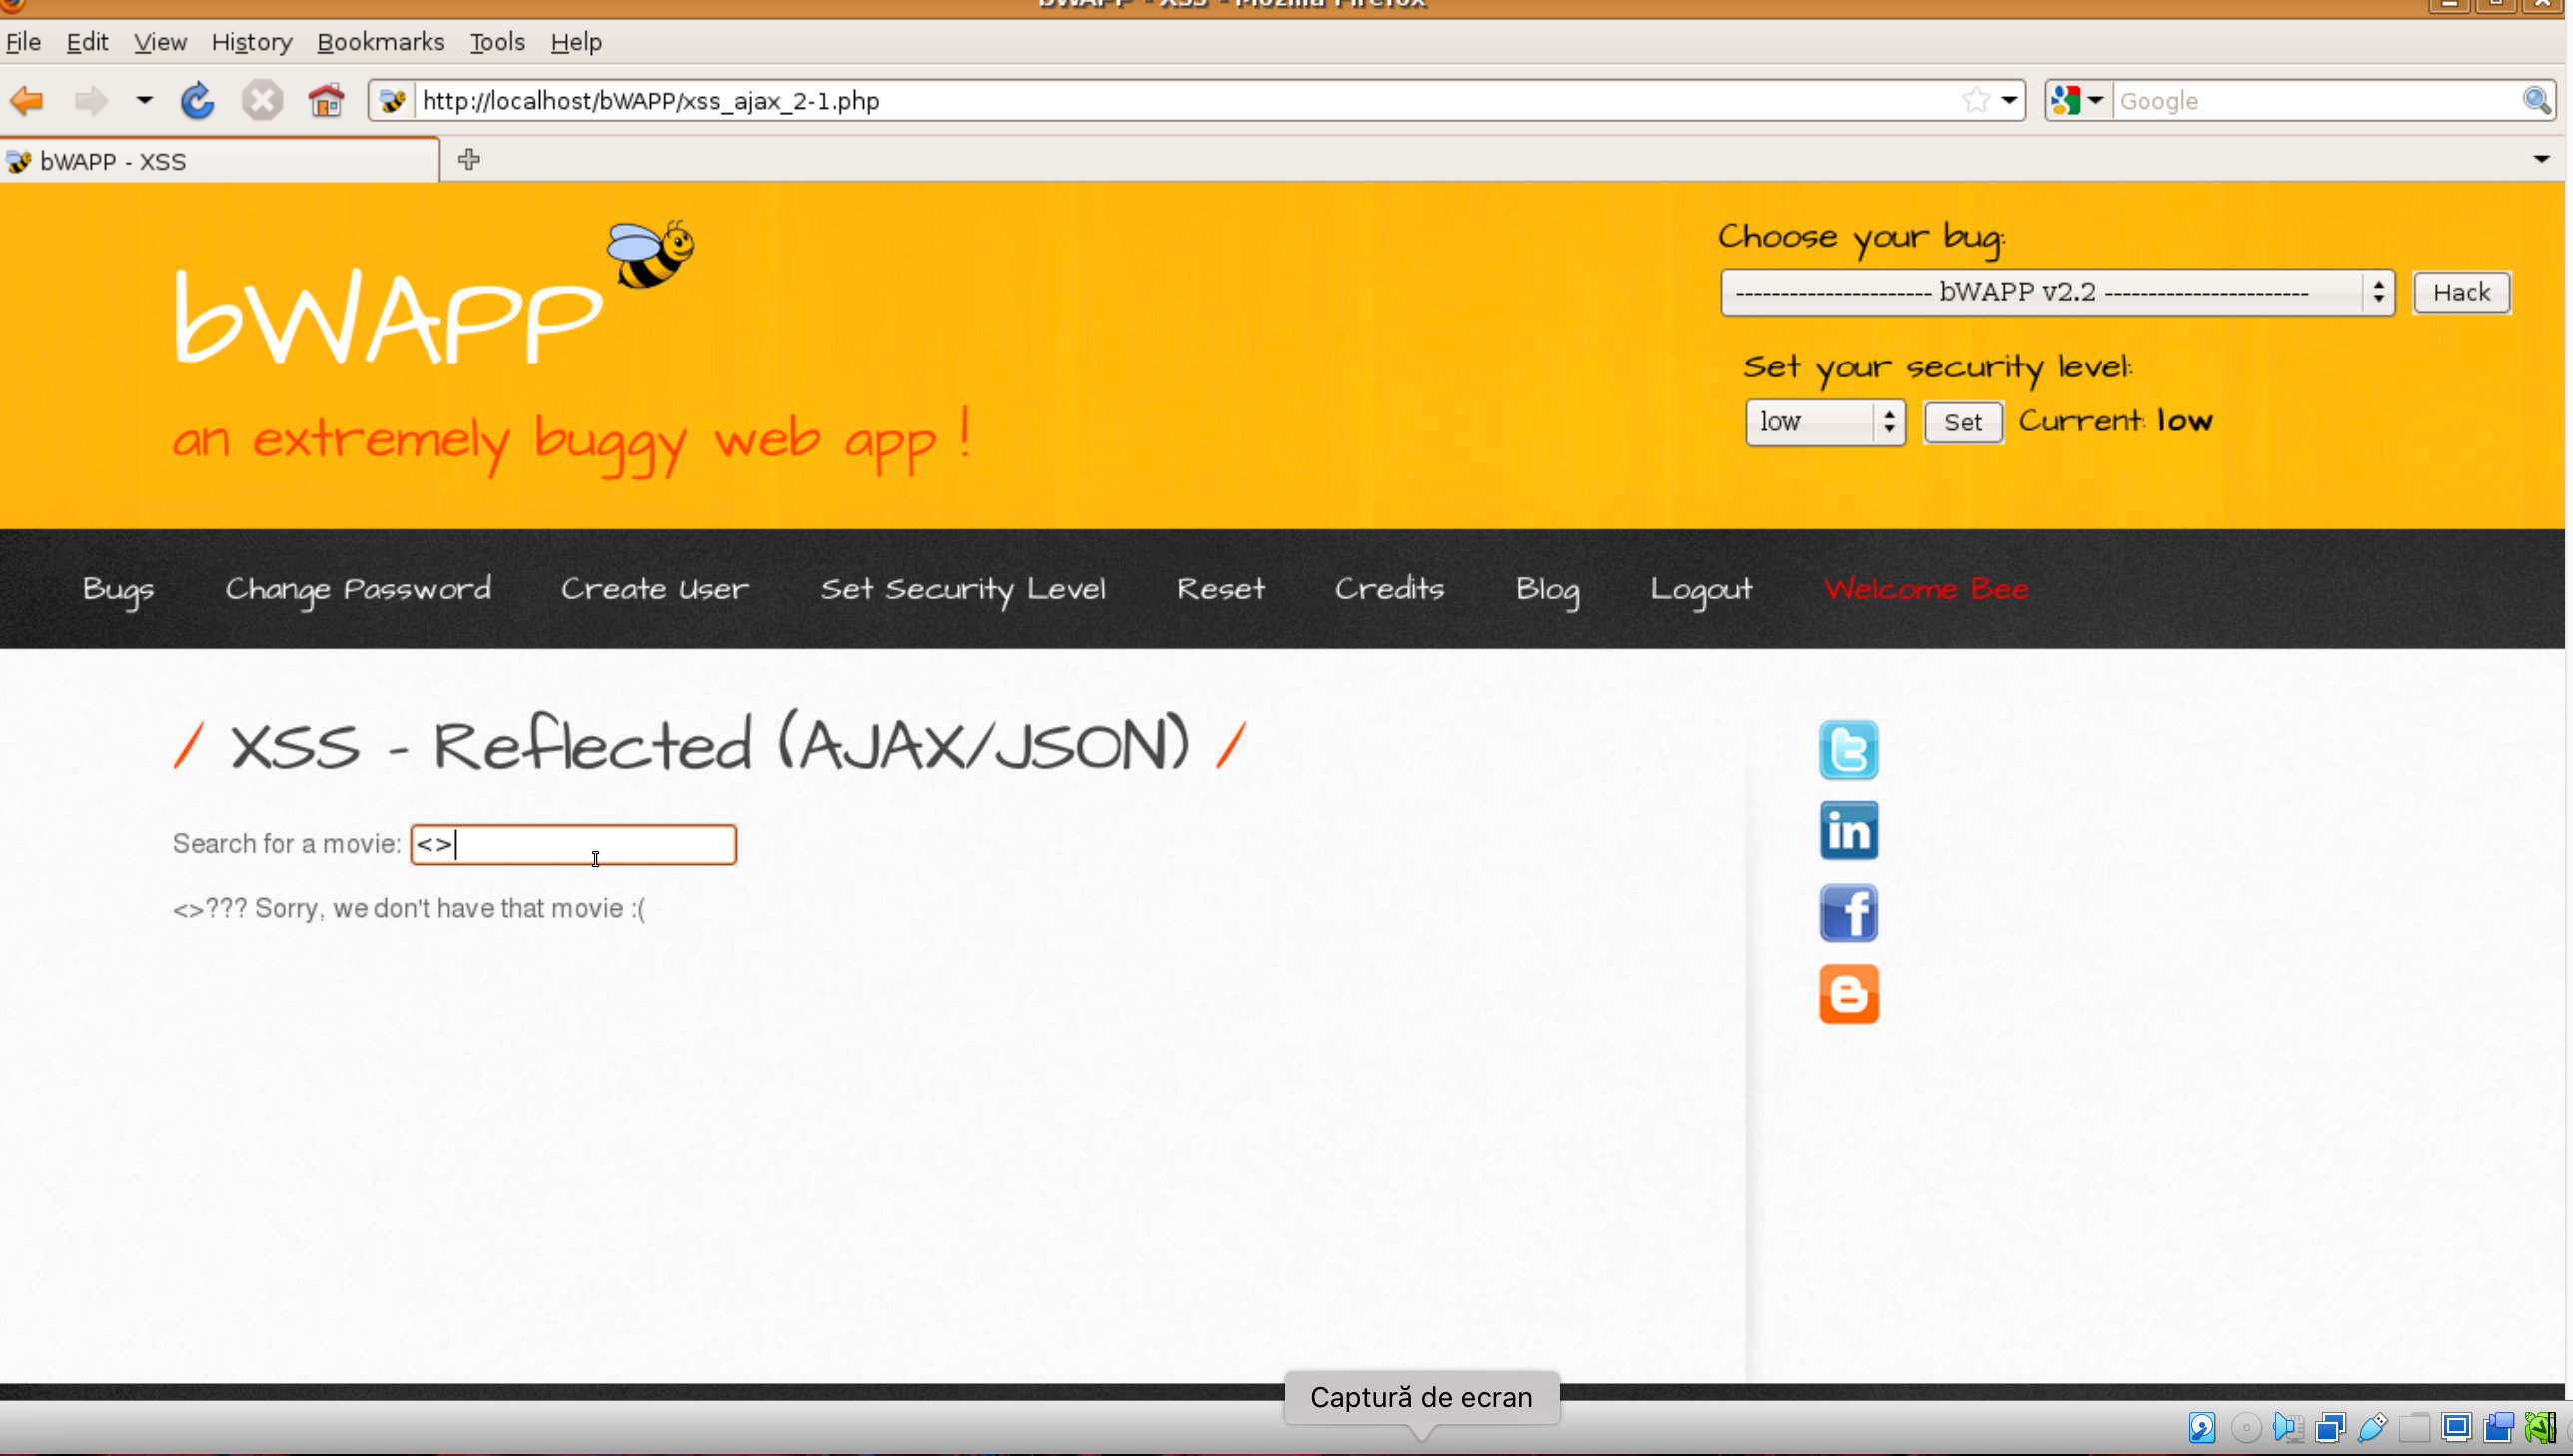 bWAPP - XSS - Mozilla Firefox
File Edit View History Bookmarks Tools Help
http://localhost/bWAPP/xss_ajax_2-1.php
Google
bWAPP - XSS
bWAPP
an extremely buggy web app !
Choose your bug:
---------------------- bWAPP v2.2 ----------------------- Hack
Set your security level:
low Set Current: low
Bugs Change Password Create User Set Security Level Reset Credits Blog Logout Welcome Bee
/ XSS - Reflected (AJAX/JSON) /
Search for a movie: <>
<>??? Sorry, we don't have that movie :(
Captură de ecran